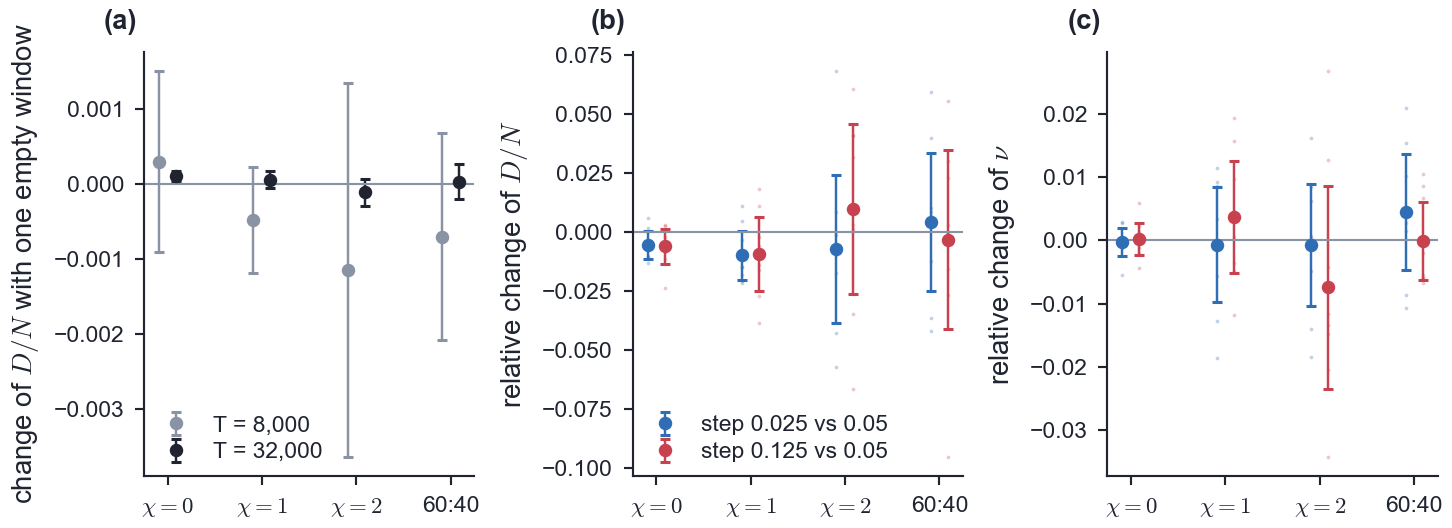 (a)
change of D/N with one empty window
0.001
0.000
−0.001
−0.002
−0.003
T = 8,000
T = 32,000
χ = 0
χ = 1
χ = 2
60:40
(b)
relative change of D/N
0.075
0.050
0.025
0.000
−0.025
−0.050
−0.075
−0.100
step 0.025 vs 0.05
step 0.125 vs 0.05
χ = 0
χ = 1
χ = 2
60:40
(c)
relative change of ν
0.02
0.01
0.00
−0.01
−0.02
−0.03
χ = 0
χ = 1
χ = 2
60:40